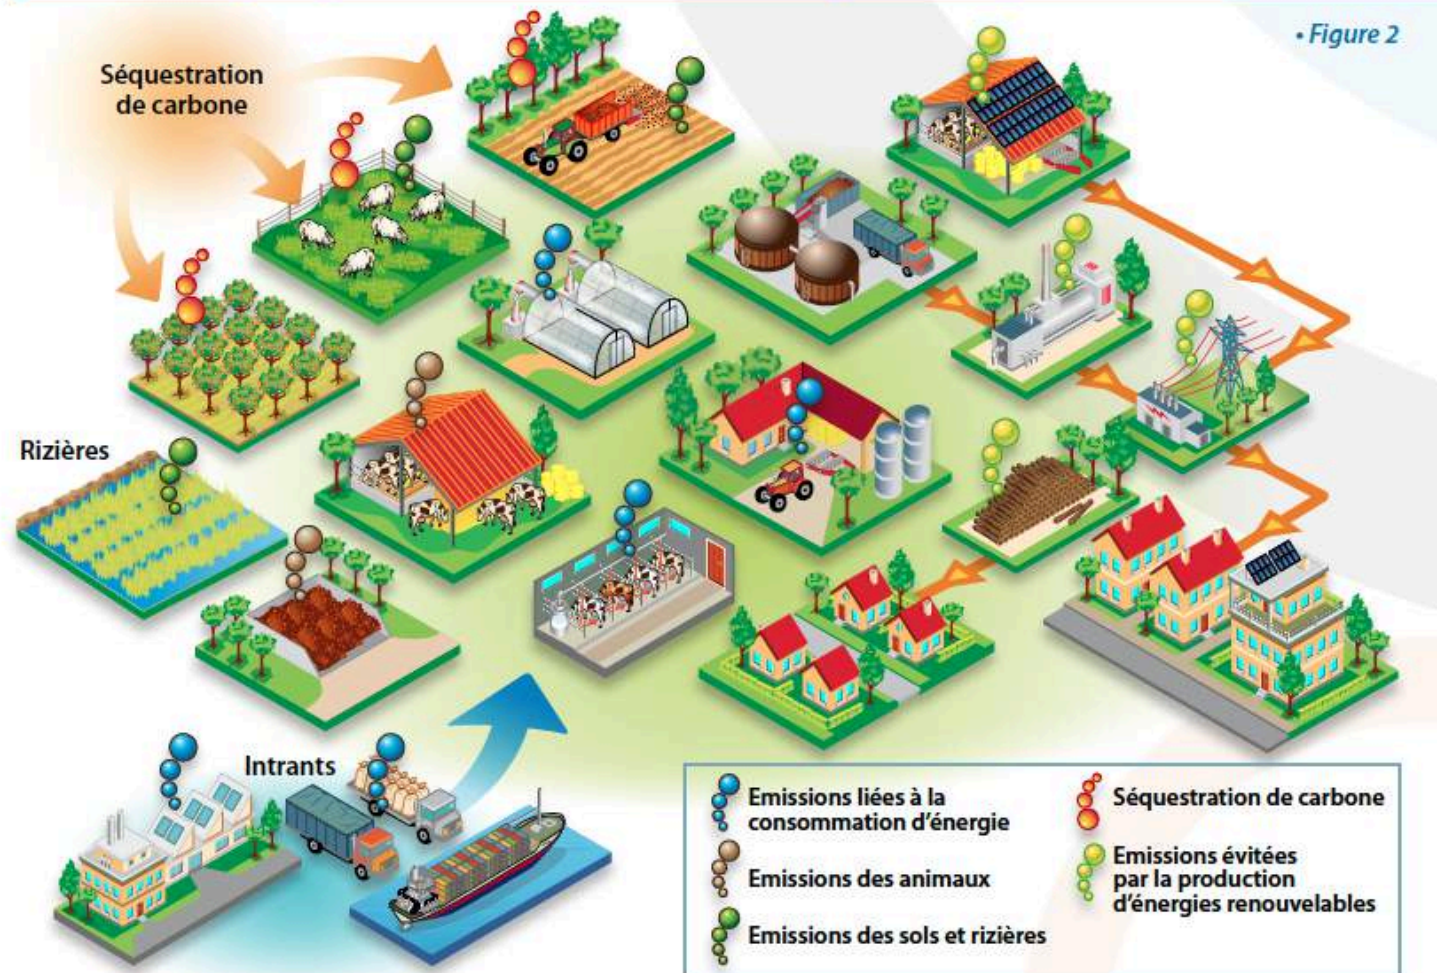 • Figure 2
Séquestration
de carbone
Rizières
Intrants
Emissions liées à la
consommation d'énergie
Emissions des animaux
Emissions des sols et rizières
Séquestration de carbone
Emissions évitées
par la production
d'énergies renouvelables